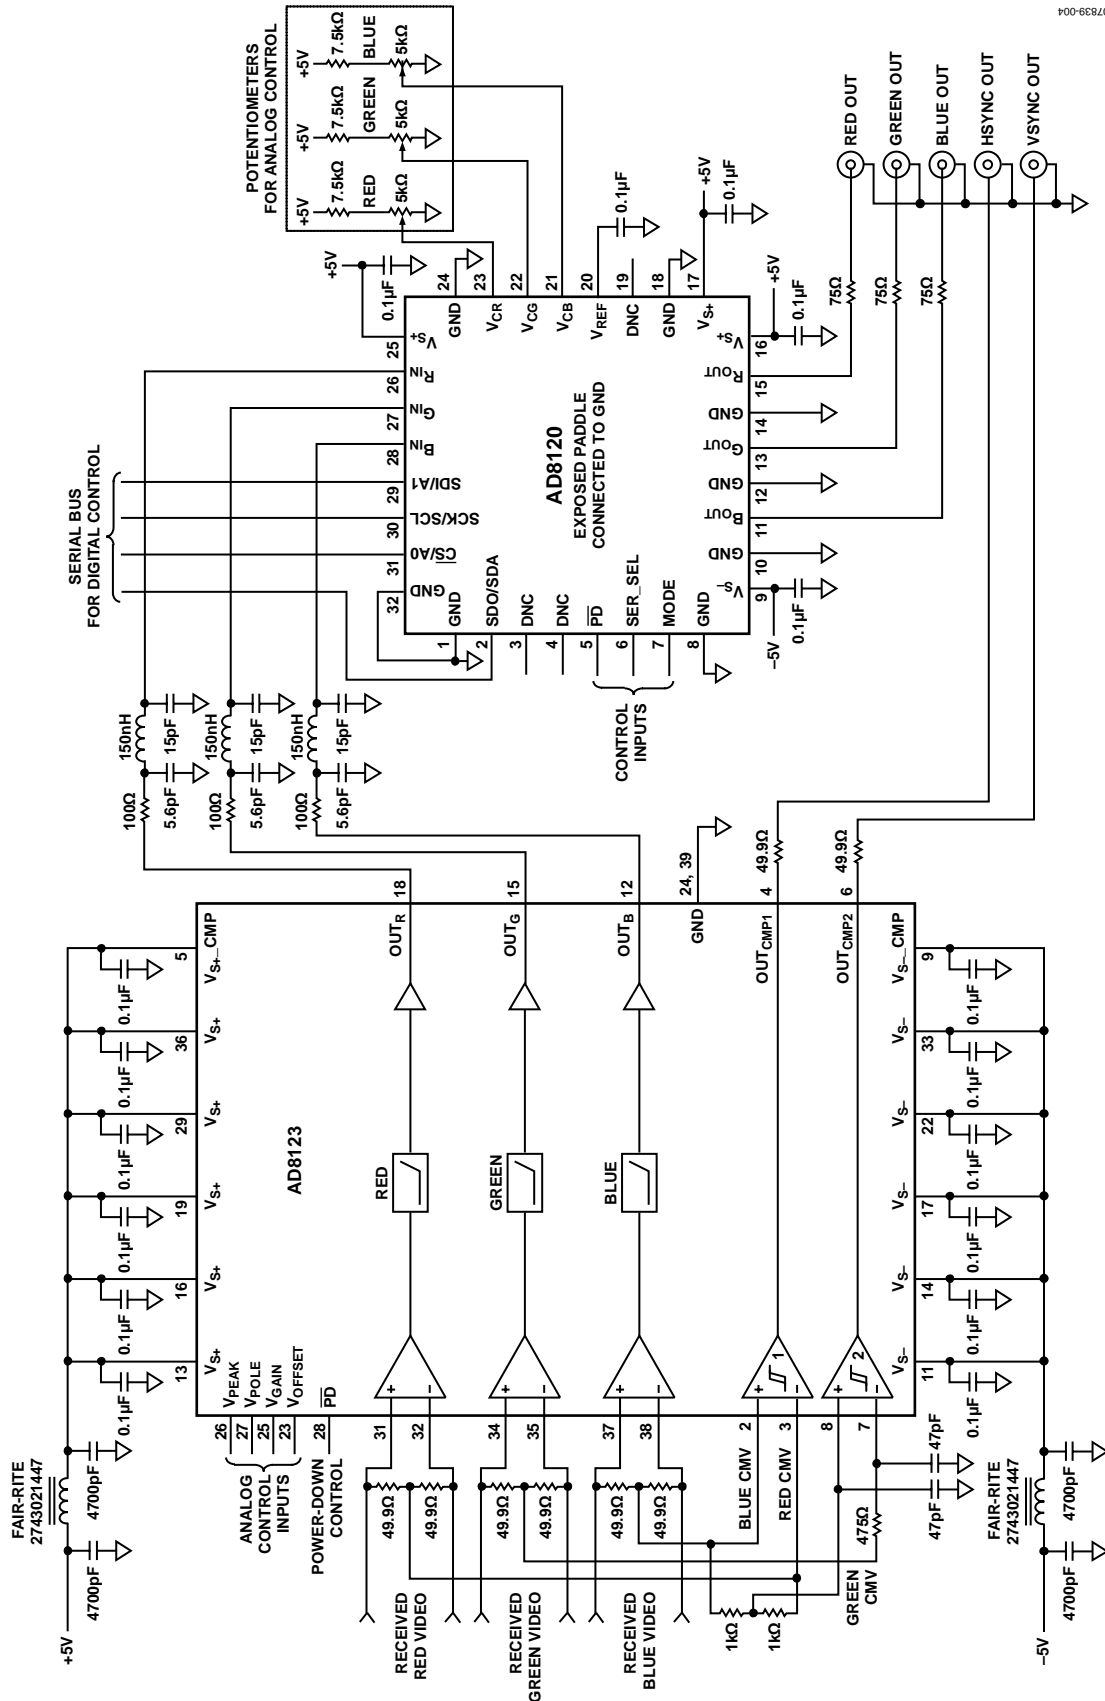 FAIR-RITE
2743021447
+5V
4700pF
4700pF
0.1µF
0.1µF
0.1µF
0.1µF
0.1µF
0.1µF
13
16
19
29
36
5
VS+
VS+
VS+
VS+
VS+
VS+_CMP
26
27
25
23
28
VPEAK
VPOLE
VGAIN
VOFFSET
PD
ANALOG
CONTROL
INPUTS
POWER-DOWN
CONTROL
AD8123
RECEIVED
RED VIDEO
49.9Ω
49.9Ω
31
32
+
–
RED
OUTR
18
RECEIVED
GREEN VIDEO
49.9Ω
49.9Ω
34
35
+
–
GREEN
OUTG
15
RECEIVED
BLUE VIDEO
49.9Ω
49.9Ω
37
38
+
–
BLUE
OUTB
12
GND
24, 39
BLUE CMV
RED CMV
2
3
+
–
1
OUTCMP1
4
49.9Ω
1kΩ
1kΩ
GREEN
CMV
475Ω
47pF
47pF
8
7
+
–
2
OUTCMP2
6
49.9Ω
VS–
VS–
VS–
VS–
VS–
VS–_CMP
11
14
17
22
33
9
0.1µF
0.1µF
0.1µF
0.1µF
0.1µF
0.1µF
–5V
4700pF
4700pF
FAIR-RITE
2743021447
100Ω
150nH
5.6pF
15pF
100Ω
150nH
5.6pF
15pF
100Ω
150nH
5.6pF
15pF
SERIAL BUS
FOR DIGITAL CONTROL
32
31
30
29
28
27
26
25
GND
CS/A0
SCK/SCL
SDI/A1
BIN
GIN
RIN
VS+
+5V
0.1µF
1
2
3
4
5
6
7
8
GND
SDO/SDA
DNC
DNC
PD
SER_SEL
MODE
GND
CONTROL
INPUTS
AD8120
EXPOSED PADDLE
CONNECTED TO GND
24
23
22
21
20
19
18
17
GND
VCR
VCG
VCB
VREF
DNC
GND
VS+
0.1µF
+5V
0.1µF
9
10
11
12
13
14
15
16
VS–
GND
BOUT
GND
GOUT
GND
ROUT
VS+
–5V
0.1µF
+5V
0.1µF
POTENTIOMETERS
FOR ANALOG CONTROL
+5V
7.5kΩ
RED
5kΩ
+5V
7.5kΩ
GREEN
5kΩ
+5V
7.5kΩ
BLUE
5kΩ
75Ω
75Ω
75Ω
RED OUT
GREEN OUT
BLUE OUT
HSYNC OUT
VSYNC OUT
07839-004